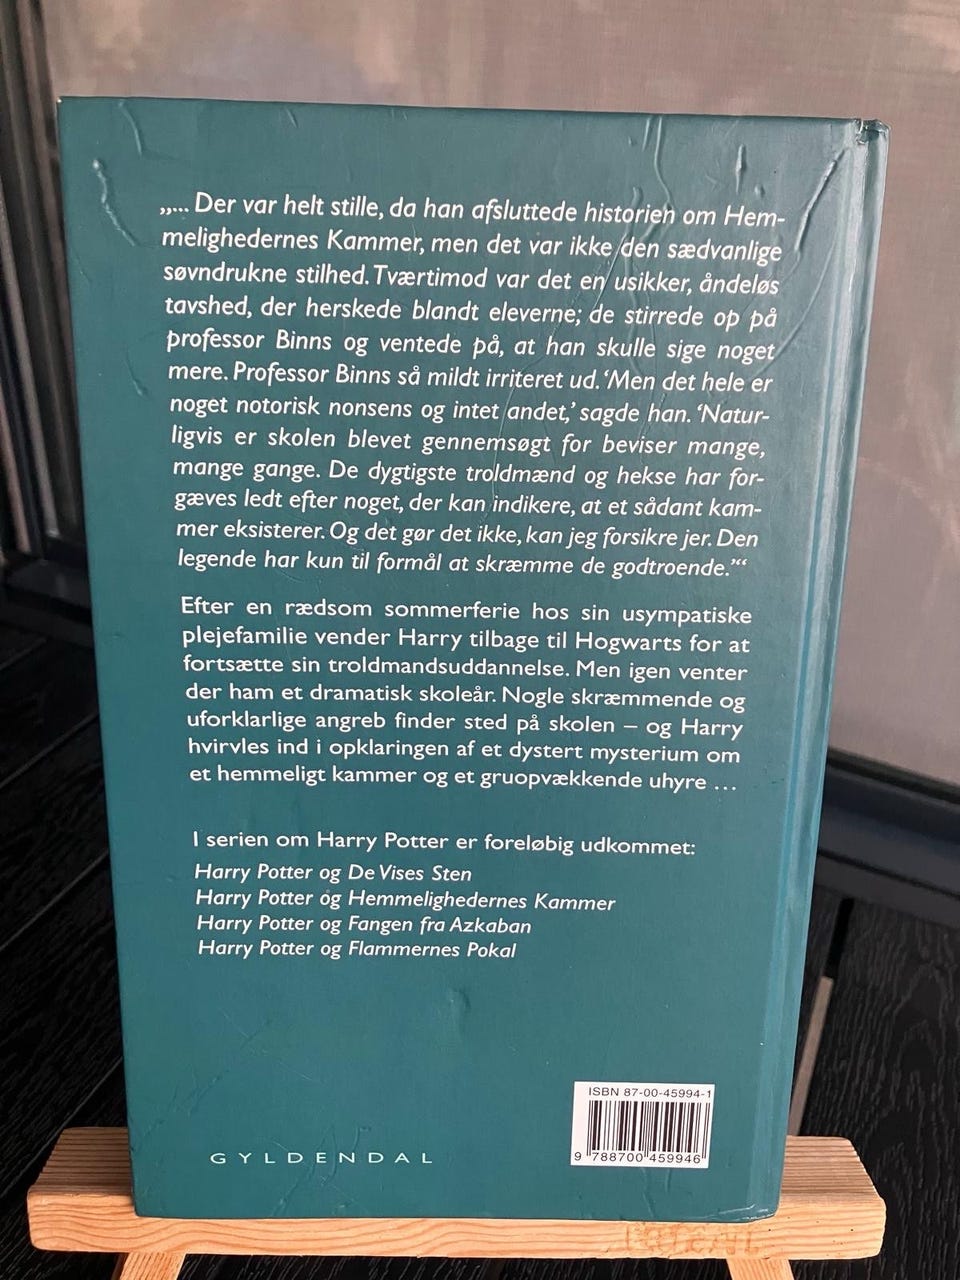 „... Der var helt stille, da han afsluttede historien om Hem-
melighedernes Kammer, men det var ikke den sædvanlige
søvndrukne stilhed. Tværtimod var det en usikker, åndeløs
tavshed, der herskede blandt eleverne; de stirrede op på
professor Binns og ventede på, at han skulle sige noget
mere. Professor Binns så mildt irriteret ud. ‘Men det hele er
noget notorisk nonsens og intet andet,’ sagde han. ‘Natur-
ligvis er skolen blevet gennemsøgt for beviser mange,
mange gange. De dygtigste troldmænd og hekse har for-
gæves ledt efter noget, der kan indikere, at et sådant kam-
mer eksisterer. Og det gør det ikke, kan jeg forsikre jer. Den
legende har kun til formål at skræmme de godtroende.’“
Efter en rædsom sommerferie hos sin usympatiske
plejefamilie vender Harry tilbage til Hogwarts for at
fortsætte sin troldmandsuddannelse. Men igen venter
der ham et dramatisk skoleår. Nogle skræmmende og
uforklarlige angreb finder sted på skolen – og Harry
hvirvles ind i opklaringen af et dystert mysterium om
et hemmeligt kammer og et gruopvækkende uhyre ...
I serien om Harry Potter er foreløbig udkommet:
Harry Potter og De Vises Sten
Harry Potter og Hemmelighedernes Kammer
Harry Potter og Fangen fra Azkaban
Harry Potter og Flammernes Pokal
ISBN 87-00-45994-1
9 788700 459946
GYLDENDAL